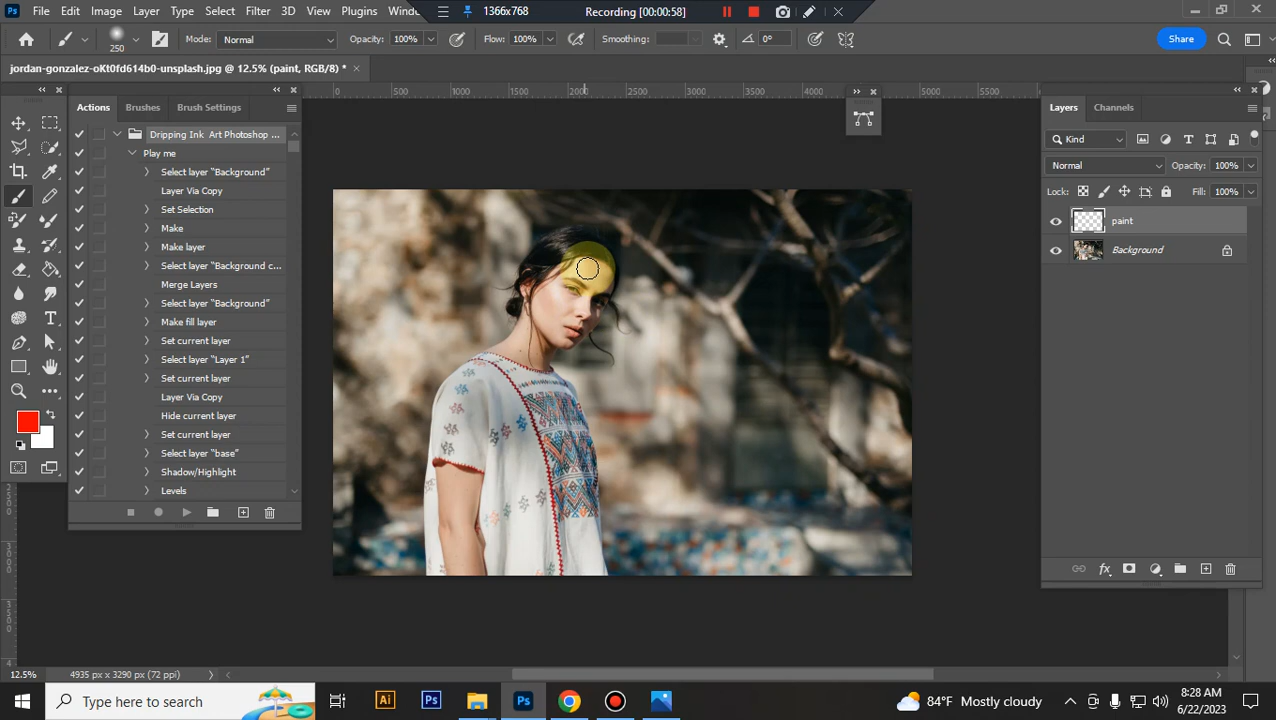 Ps File Edit Image Layer Type Select Filter 3D View Plugins Windo 1366x768 Recording [00:00:58]
250 Mode: Normal Opacity: 100% Flow: 100% Smoothing: 0° Share
jordan-gonzalez-oKt0fd614b0-unsplash.jpg @ 12.5% (paint, RGB/8) *
0 500 1000 1500 2000 2500 3000 3500 4000 5000 5500
Actions Brushes Brush Settings
Dripping Ink Art Photoshop ...
Play me
Select layer “Background”
Layer Via Copy
Set Selection
Make
Make layer
Select layer “Background c...
Merge Layers
Select layer “Background”
Make fill layer
Set current layer
Select layer “Layer 1”
Set current layer
Layer Via Copy
Hide current layer
Set current layer
Select layer “base”
Shadow/Highlight
Levels
Layers Channels
Kind
Normal Opacity: 100%
Lock: Fill: 100%
paint
Background
12.5% 4935 px x 3290 px (72 ppi)
Type here to search
Ai Ps Ps
84°F Mostly cloudy
8:28 AM
6/22/2023